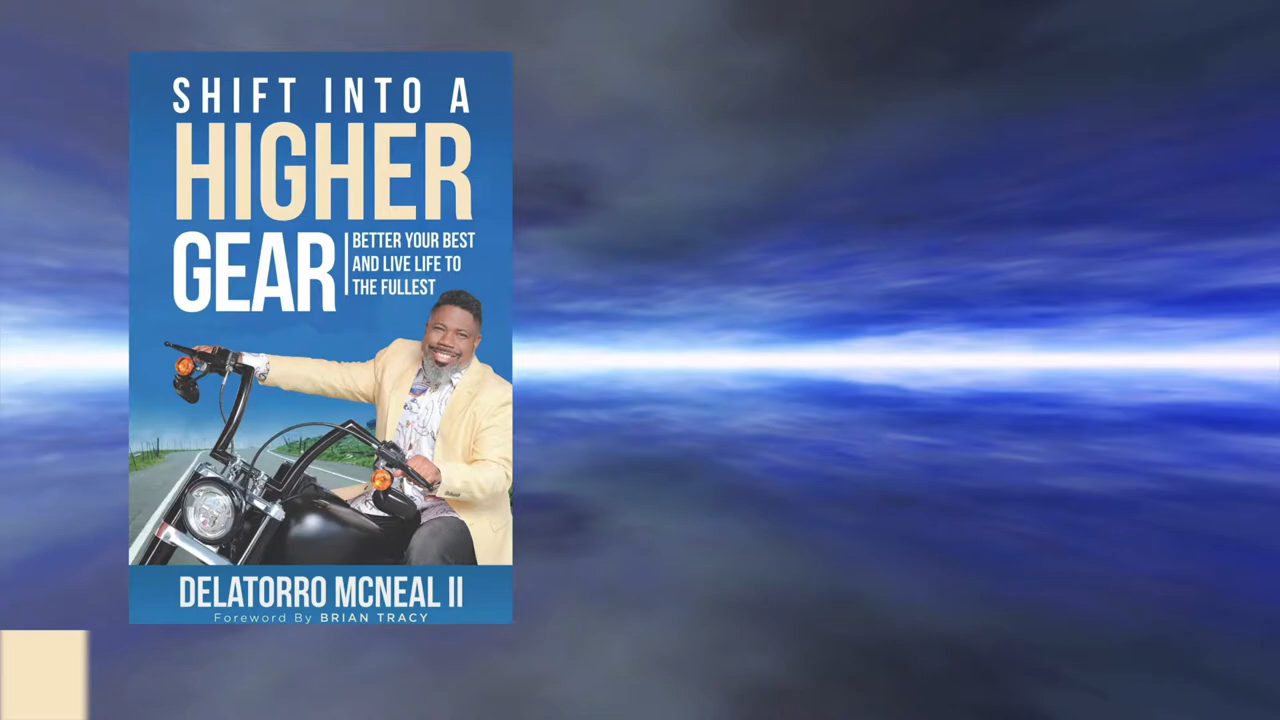 SHIFT INTO A
HIGHER
GEAR
BETTER YOUR BEST
AND LIVE LIFE TO
THE FULLEST
DELATORRO MCNEAL II
Foreword By BRIAN TRACY